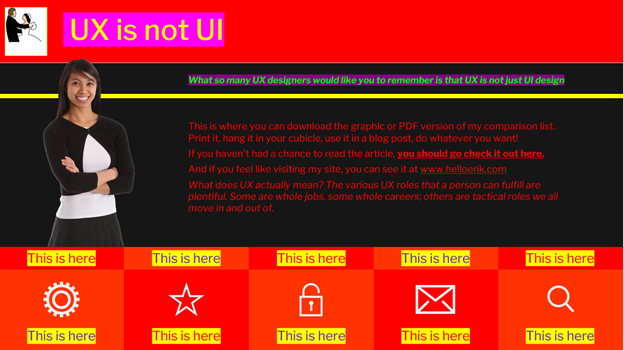 UX is not UI
What so many UX designers would like you to remember is that UX is not just UI design
This is where you can download the graphic or PDF version of my comparison list.
Print it, hang it in your cubicle, use it in a blog post, do whatever you want!
If you haven't had a chance to read the article, you should go check it out here.
And if you feel like visiting my site, you can see it at www.helloerik.com
What does UX actually mean? The various UX roles that a person can fulfill are
plentiful. Some are whole jobs, some whole careers; others are tactical roles we all
move in and out of.
This is here This is here This is here This is here This is here
This is here This is here This is here This is here This is here